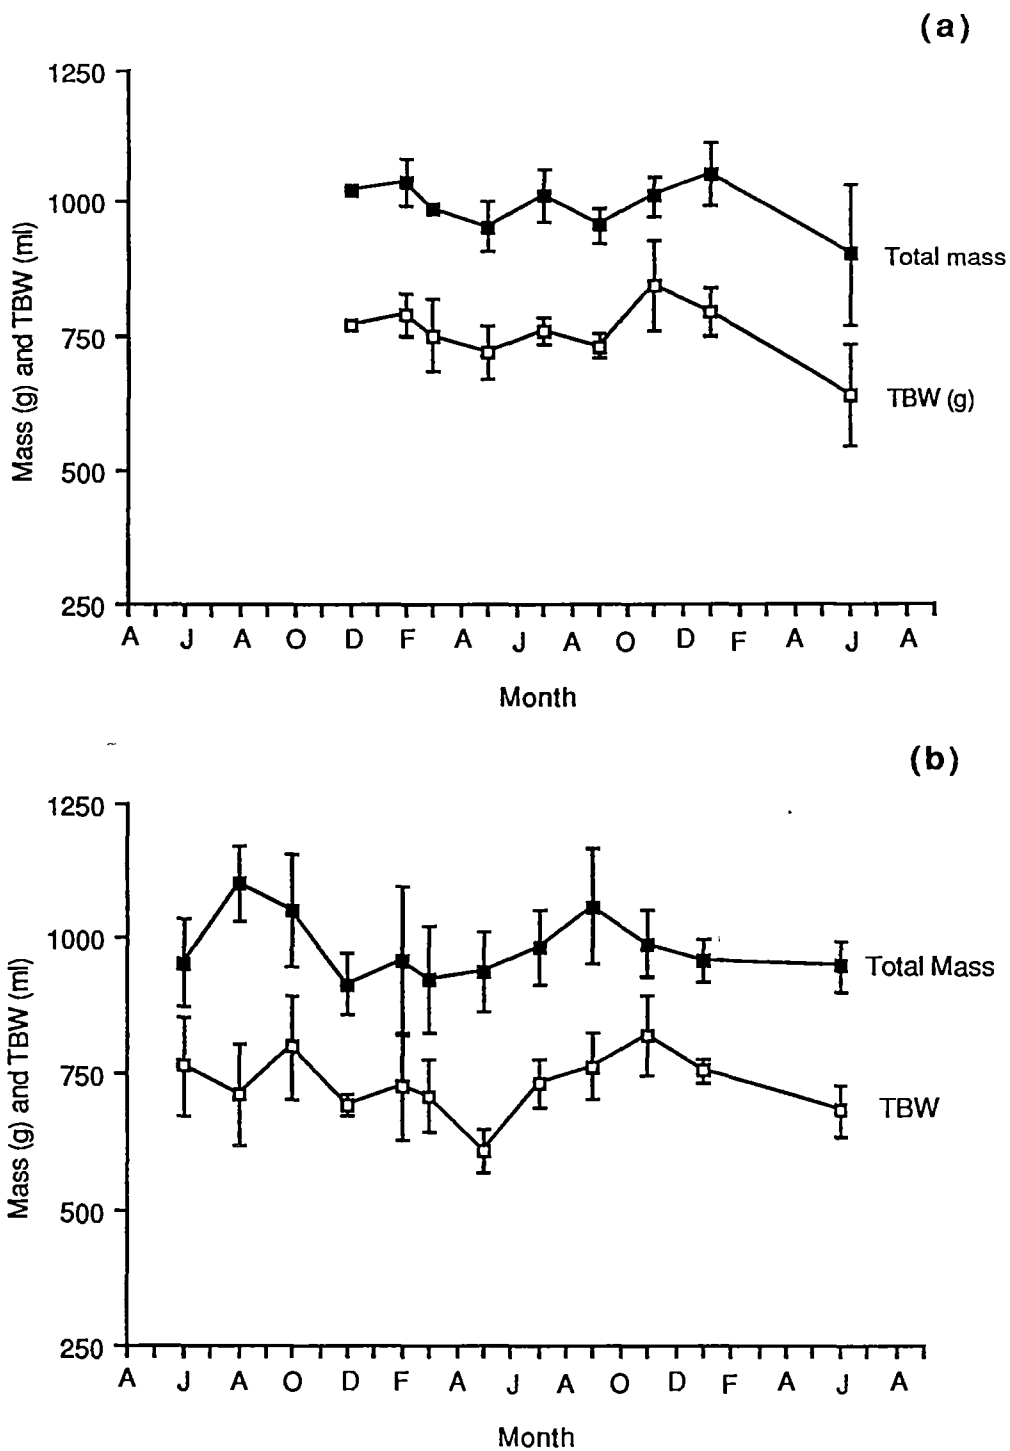 (a)
1250
1000
750
500
250
Mass (g) and TBW (ml)
Total mass
TBW (g)
A J A O D F A J A O D F A J A
Month
(b)
1250
1000
750
500
250
Mass (g) and TBW (ml)
Total Mass
TBW
A J A O D F A J A O D F A J A
Month